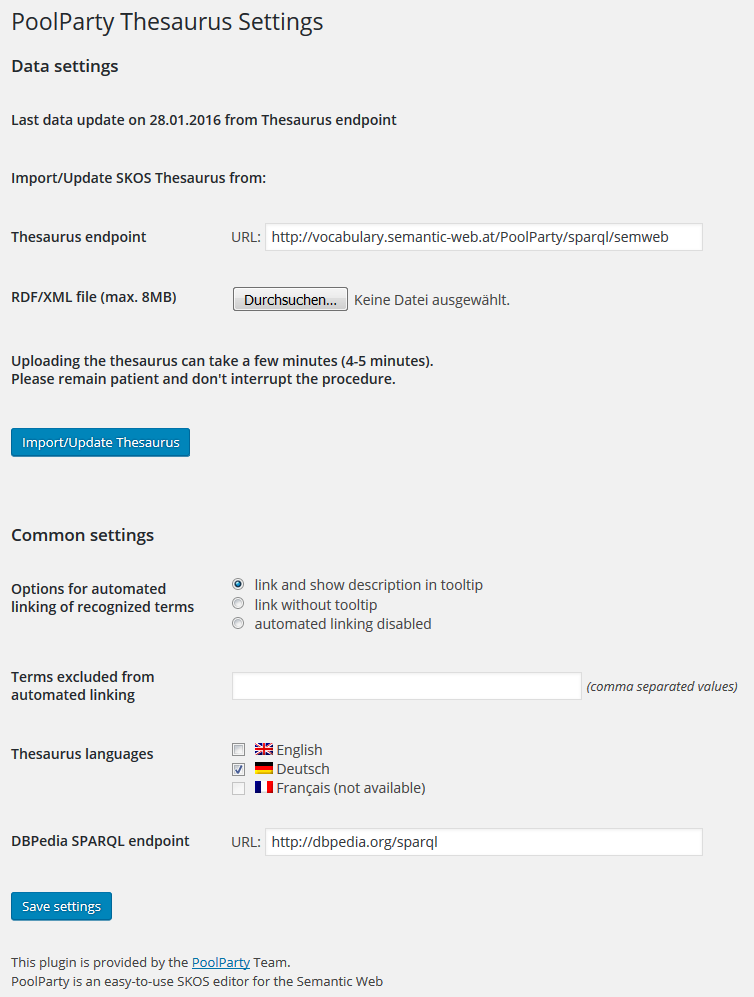 PoolParty Thesaurus Settings
Data settings
Last data update on 28.01.2016 from Thesaurus endpoint
Import/Update SKOS Thesaurus from:
Thesaurus endpoint URL: http://vocabulary.semantic-web.at/PoolParty/sparql/semweb
RDF/XML file (max. 8MB) Durchsuchen... Keine Datei ausgewählt.
Uploading the thesaurus can take a few minutes (4-5 minutes).
Please remain patient and don't interrupt the procedure.
Import/Update Thesaurus
Common settings
Options for automated
linking of recognized terms
link and show description in tooltip
link without tooltip
automated linking disabled
Terms excluded from
automated linking
(comma separated values)
Thesaurus languages
English
Deutsch
Français (not available)
DBPedia SPARQL endpoint URL: http://dbpedia.org/sparql
Save settings
This plugin is provided by the PoolParty Team.
PoolParty is an easy-to-use SKOS editor for the Semantic Web